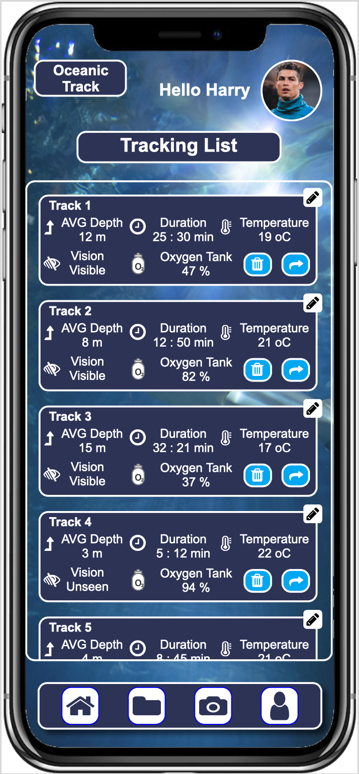 Oceanic
Track
Hello Harry
Tracking List
Track 1
AVG Depth Duration Temperature
12 m 25 : 30 min 19 oC
Vision Oxygen Tank
Visible O₂ 47 %
Track 2
AVG Depth Duration Temperature
8 m 12 : 50 min 21 oC
Vision Oxygen Tank
Visible O₂ 82 %
Track 3
AVG Depth Duration Temperature
15 m 32 : 21 min 17 oC
Vision Oxygen Tank
Visible O₂ 37 %
Track 4
AVG Depth Duration Temperature
3 m 5 : 12 min 22 oC
Vision Oxygen Tank
Unseen O₂ 94 %
Track 5
AVG Depth Duration Temperature
4 m 8 : 45 min 21 oC